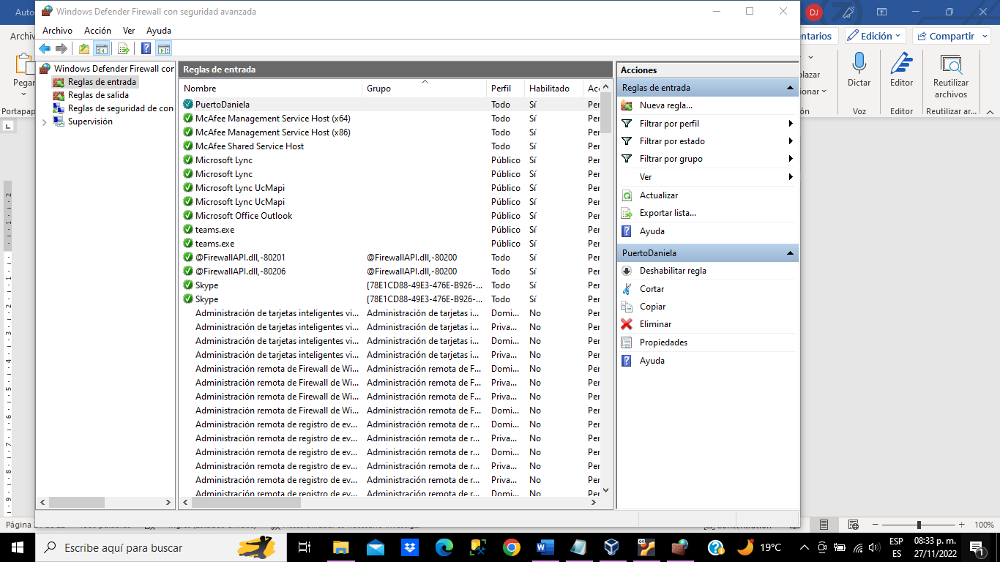 Auto
Windows Defender Firewall con seguridad avanzada
DJ
Archivo Acción Ver Ayuda
Archiv
entarios
Edición
Compartir
Pegar
Portapap
Windows Defender Firewall con
Reglas de entrada
Reglas de salida
Reglas de seguridad de con
Supervisión
Reglas de entrada
Nombre Grupo Perfil Habilitado Acc
PuertoDaniela Todo Sí Per
McAfee Management Service Host (x64) Todo Sí Per
McAfee Management Service Host (x86) Todo Sí Per
McAfee Shared Service Host Todo Sí Per
Microsoft Lync Público Sí Per
Microsoft Lync Público Sí Per
Microsoft Lync UcMapi Público Sí Per
Microsoft Lync UcMapi Público Sí Per
Microsoft Office Outlook Público Sí Per
teams.exe Público Sí Per
teams.exe Público Sí Per
@FirewallAPI.dll,-80201 @FirewallAPI.dll,-80200 Todo Sí Per
@FirewallAPI.dll,-80206 @FirewallAPI.dll,-80200 Todo Sí Per
Skype {78E1CD88-49E3-476E-B926-... Todo Sí Per
Skype {78E1CD88-49E3-476E-B926-... Todo Sí Per
Administración de tarjetas inteligentes vi... Administración de tarjetas i... Domi... No Per
Administración de tarjetas inteligentes vi... Administración de tarjetas i... Priva... No Per
Administración de tarjetas inteligentes vi... Administración de tarjetas i... Domi... No Per
Administración de tarjetas inteligentes vi... Administración de tarjetas i... Priva... No Per
Administración remota de Firewall de Wi... Administración remota de F... Domi... No Per
Administración remota de Firewall de Wi... Administración remota de F... Priva... No Per
Administración remota de Firewall de Wi... Administración remota de F... Priva... No Per
Administración remota de Firewall de Wi... Administración remota de F... Domi... No Per
Administración remota de registro de ev... Administración remota de r... Domi... No Per
Administración remota de registro de ev... Administración remota de r... Priva... No Per
Administración remota de registro de ev... Administración remota de r... Domi... No Per
Administración remota de registro de ev... Administración remota de r... Priva... No Per
Administración remota de registro de ev... Administración remota de r... Priva... No Per
Administración remota de registro de ev... Administración remota de r... Domi... No Per
Acciones
Reglas de entrada
Nueva regla...
Filtrar por perfil
Filtrar por estado
Filtrar por grupo
Ver
Actualizar
Exportar lista...
Ayuda
PuertoDaniela
Deshabilitar regla
Cortar
Copiar
Eliminar
Propiedades
Ayuda
plazar
ionar
ón
Dictar
Voz
Editor
Editor
Reutilizar
archivos
Reutilizar ar...
2
1
1
2
3
4
5
6
7
8
9
100%
Escribe aquí para buscar
19°C
ESP
ES
08:33 p. m.
27/11/2022
1